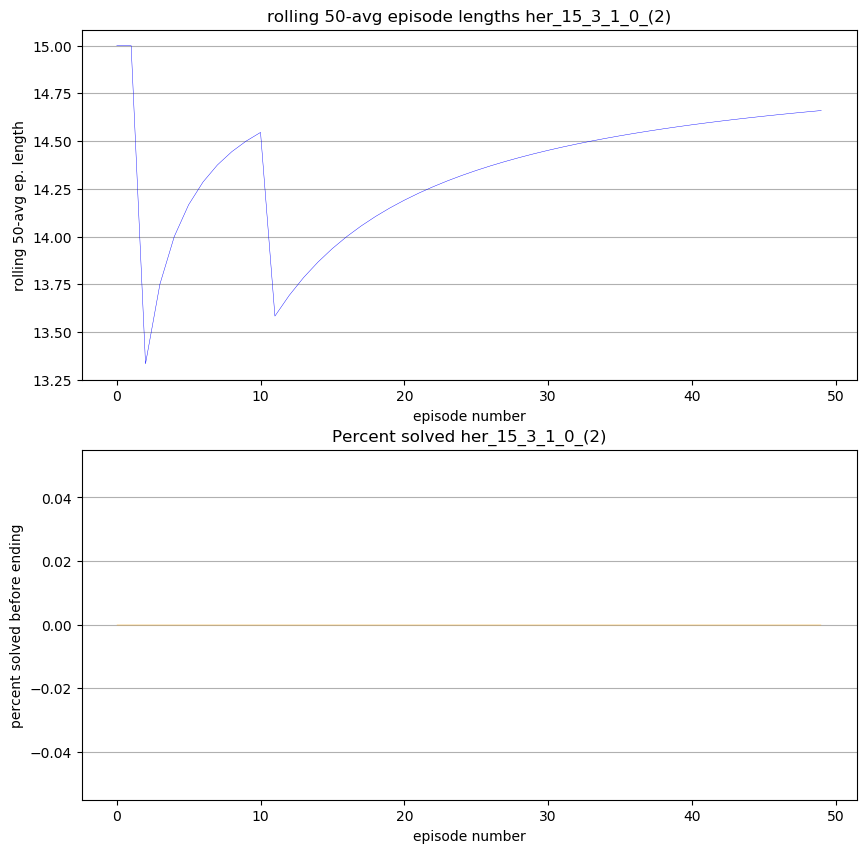 rolling 50-avg episode lengths her_15_3_1_0_(2)
15.00
14.75
14.50
14.25
14.00
13.75
13.50
13.25
rolling 50-avg ep. length
0 10 20 30 40 50
episode number
Percent solved her_15_3_1_0_(2)
0.04
0.02
0.00
−0.02
−0.04
percent solved before ending
0 10 20 30 40 50
episode number